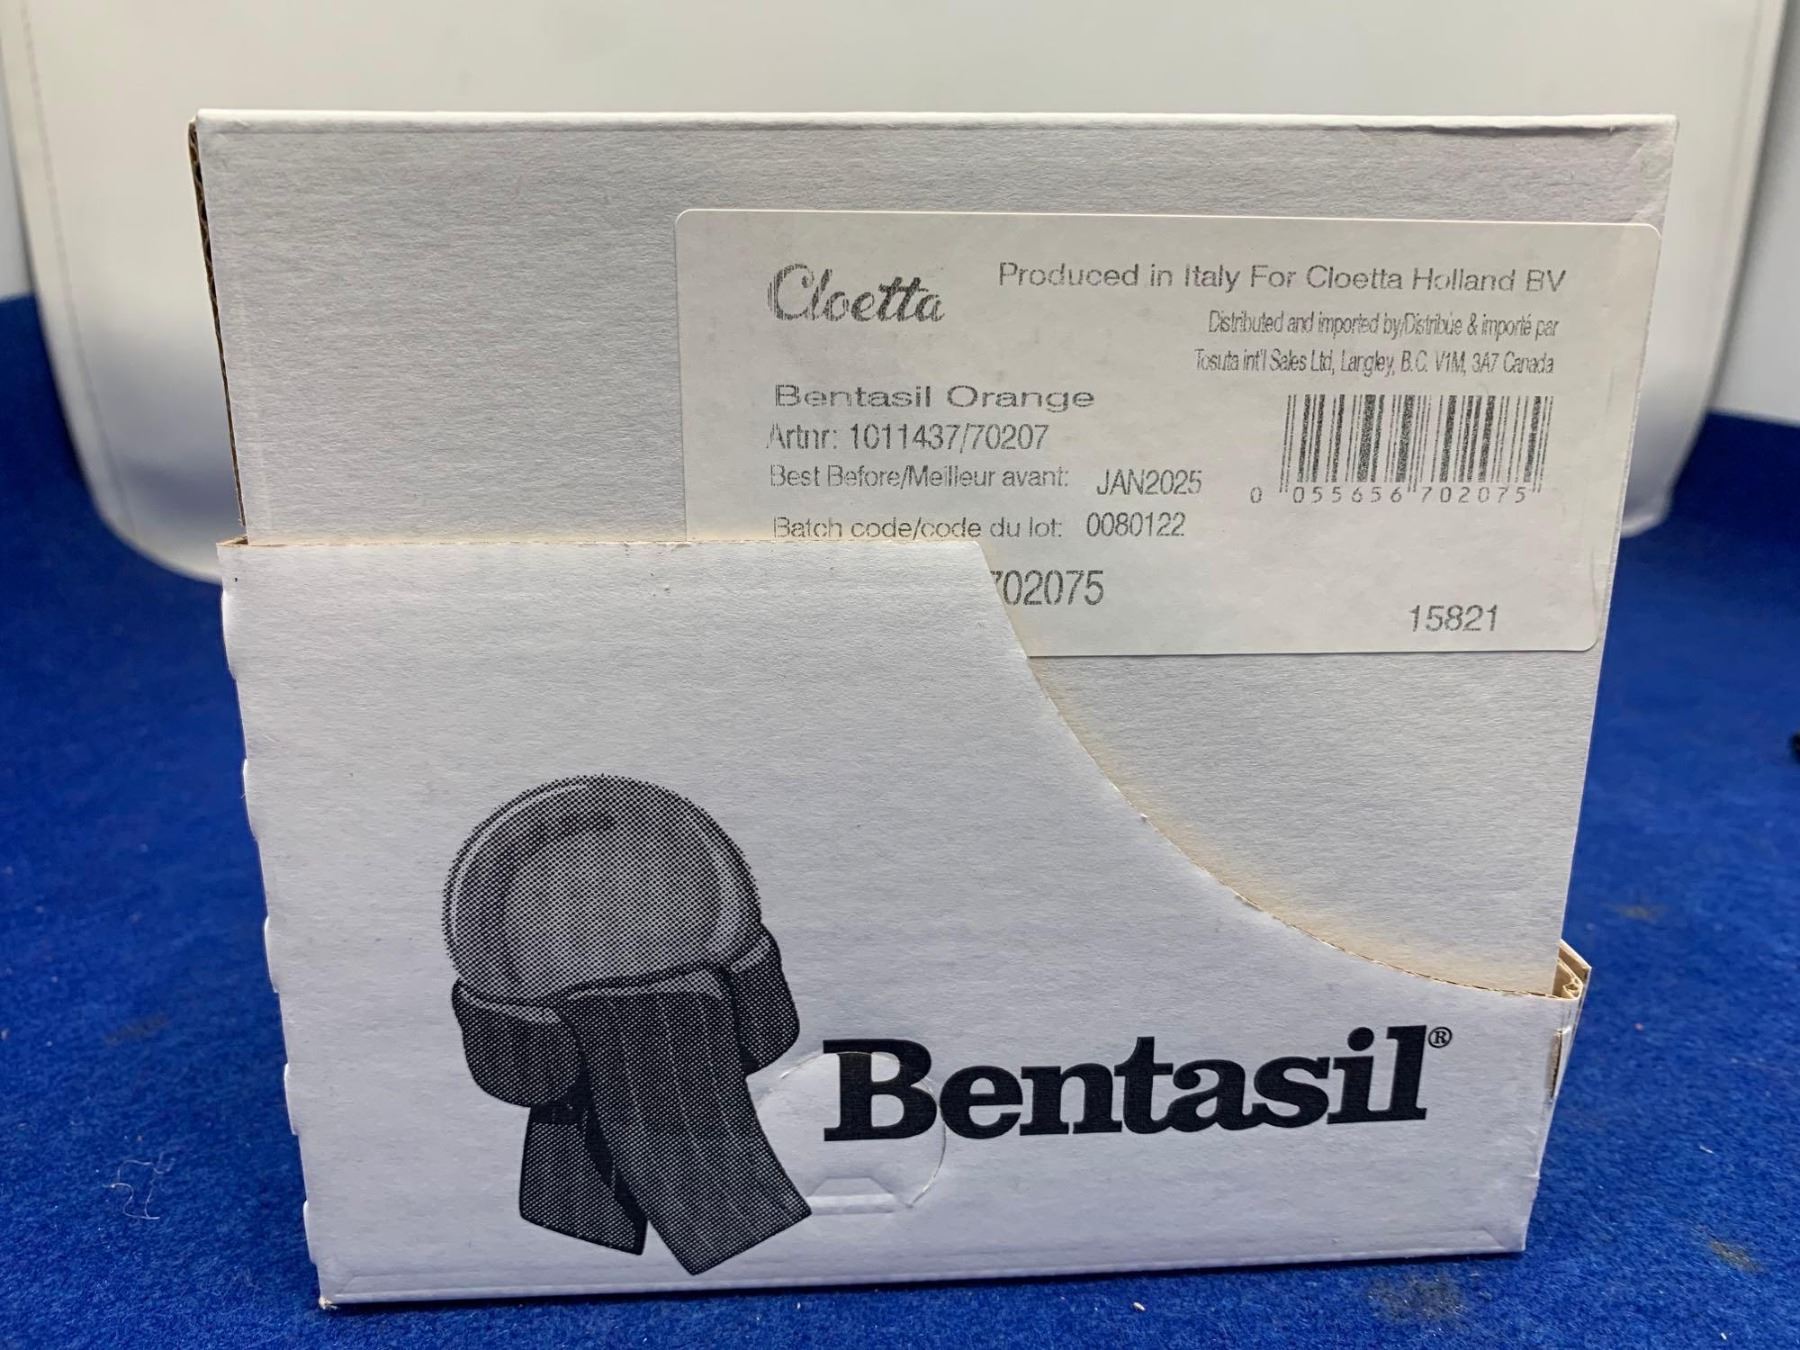 Cloetta
Produced in Italy For Cloetta Holland BV
Distributed and imported by/Distribúe & importé par
Tosuta int'l Sales Ltd, Langley, B.C. V1M, 3A7 Canada
Bentasil Orange
Artnr: 1011437/70207
Best Before/Meilleur avant: JAN2025
0 055656 702075
Batch code/code du lot: 0080122
702075
15821
Bentasil®